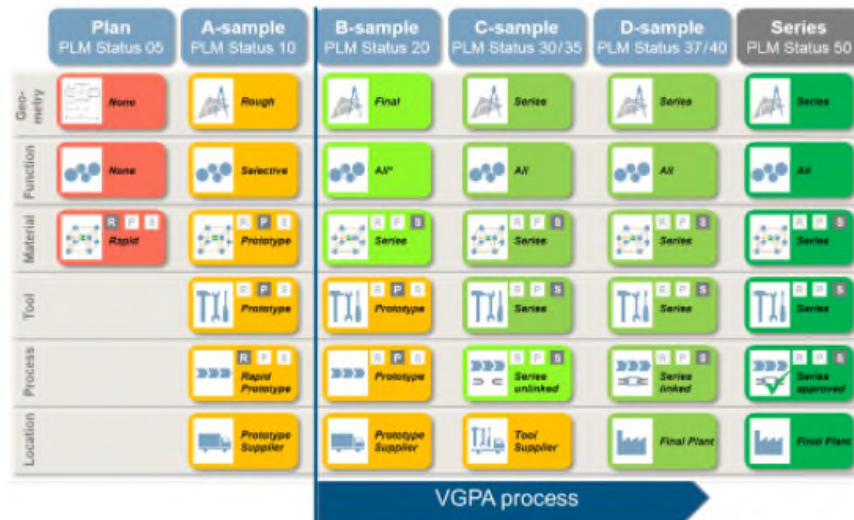 Plan
PLM Status 05
A-sample
PLM Status 10
B-sample
PLM Status 20
C-sample
PLM Status 30/35
D-sample
PLM Status 37/40
Series
PLM Status 50
Geo-
metry
None
Rough
Final
Series
Series
Series
Function
None
Selective
All*
All
All
All
Material
R P S
Rapid
R P S
Prototype
R P S
Series
R P S
Series
R P S
Series
R P S
Series
Tool
R P S
Prototype
R P S
Prototype
R P S
Series
R P S
Series
R P S
Series
Process
R P S
Rapid
Prototype
R P S
Prototype
R P S
Series
unlinked
R P S
Series
linked
R P S
Series
approved
Location
Prototype
Supplier
Prototype
Supplier
Tool
Supplier
Final Plant
Final Plant
VGPA process